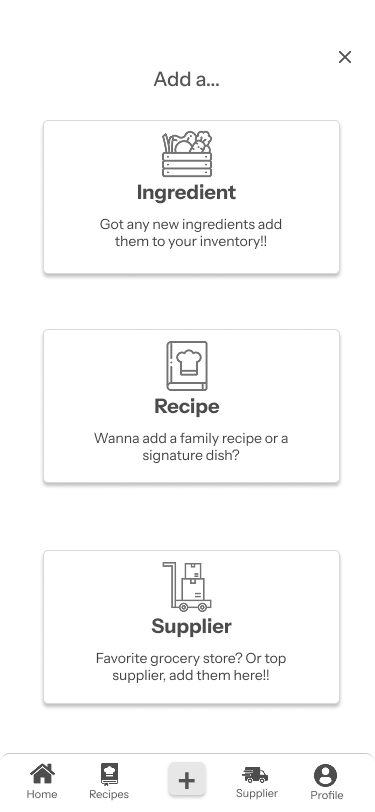 Add a...
Ingredient
Got any new ingredients add
them to your inventory!!
Recipe
Wanna add a family recipe or a
signature dish?
Supplier
Favorite grocery store? Or top
supplier, add them here!!
Home
Recipes
Supplier
Profile